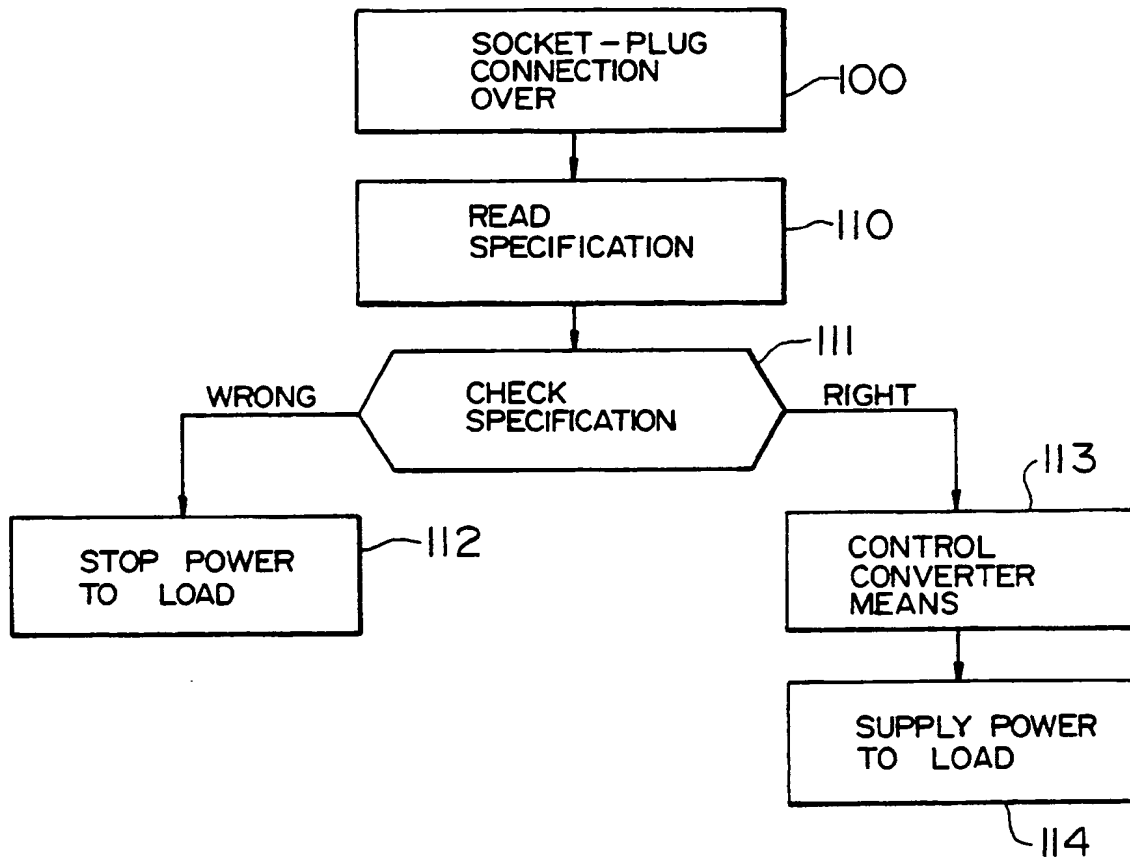 SOCKET-PLUG
CONNECTION
OVER
100
READ
SPECIFICATION
110
111
WRONG
CHECK
SPECIFICATION
RIGHT
113
STOP POWER
TO LOAD
112
CONTROL
CONVERTER
MEANS
SUPPLY POWER
TO LOAD
114